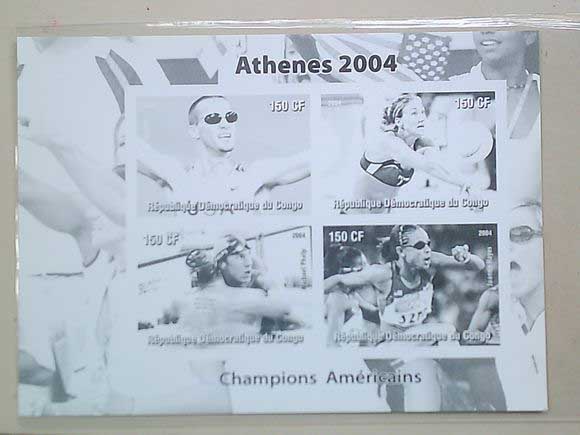 Athenes 2004
150 CF
République Démocratique du Congo
2004
150 CF
République Démocratique du Congo
150 CF
2004
République Démocratique du Congo
150 CF
2004
République Démocratique du Congo
Champions Américains